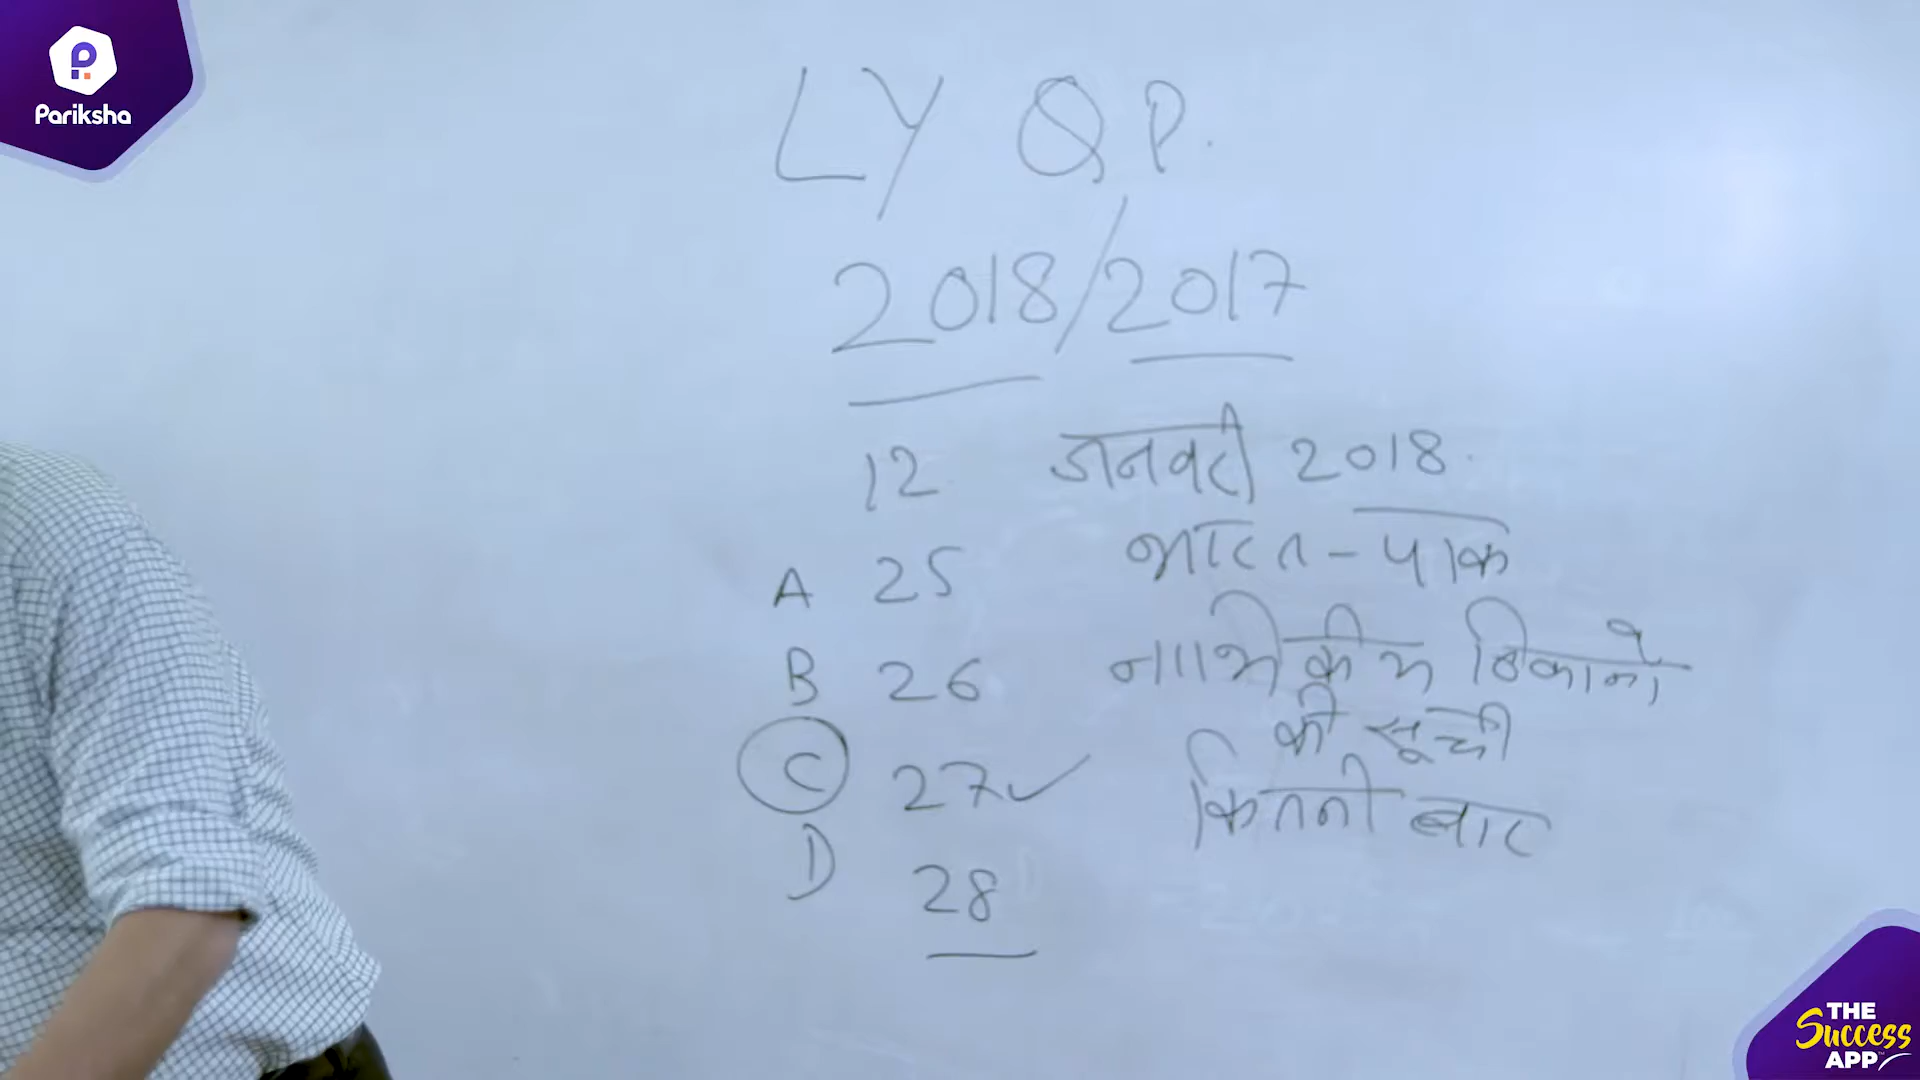 Pariksha
LY QP.
2018/2017
12 जनवरी 2018.
A 25 भारत-पाक
B 26 नाभीकीय ठिकानों
की सूची
C 27✓ कितनी बार
D 28
THE
Success
APP